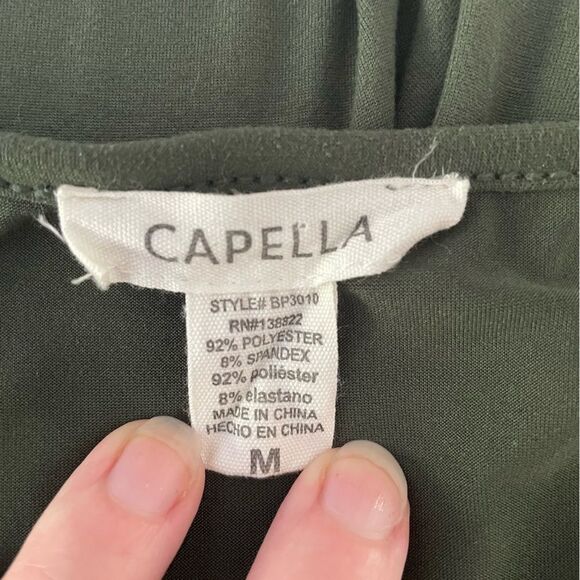 CAPELLA
STYLE# BP3010
RN#138822
92% POLYESTER
8% SPANDEX
92% poliéster
8% elastano
MADE IN CHINA
HECHO EN CHINA
M